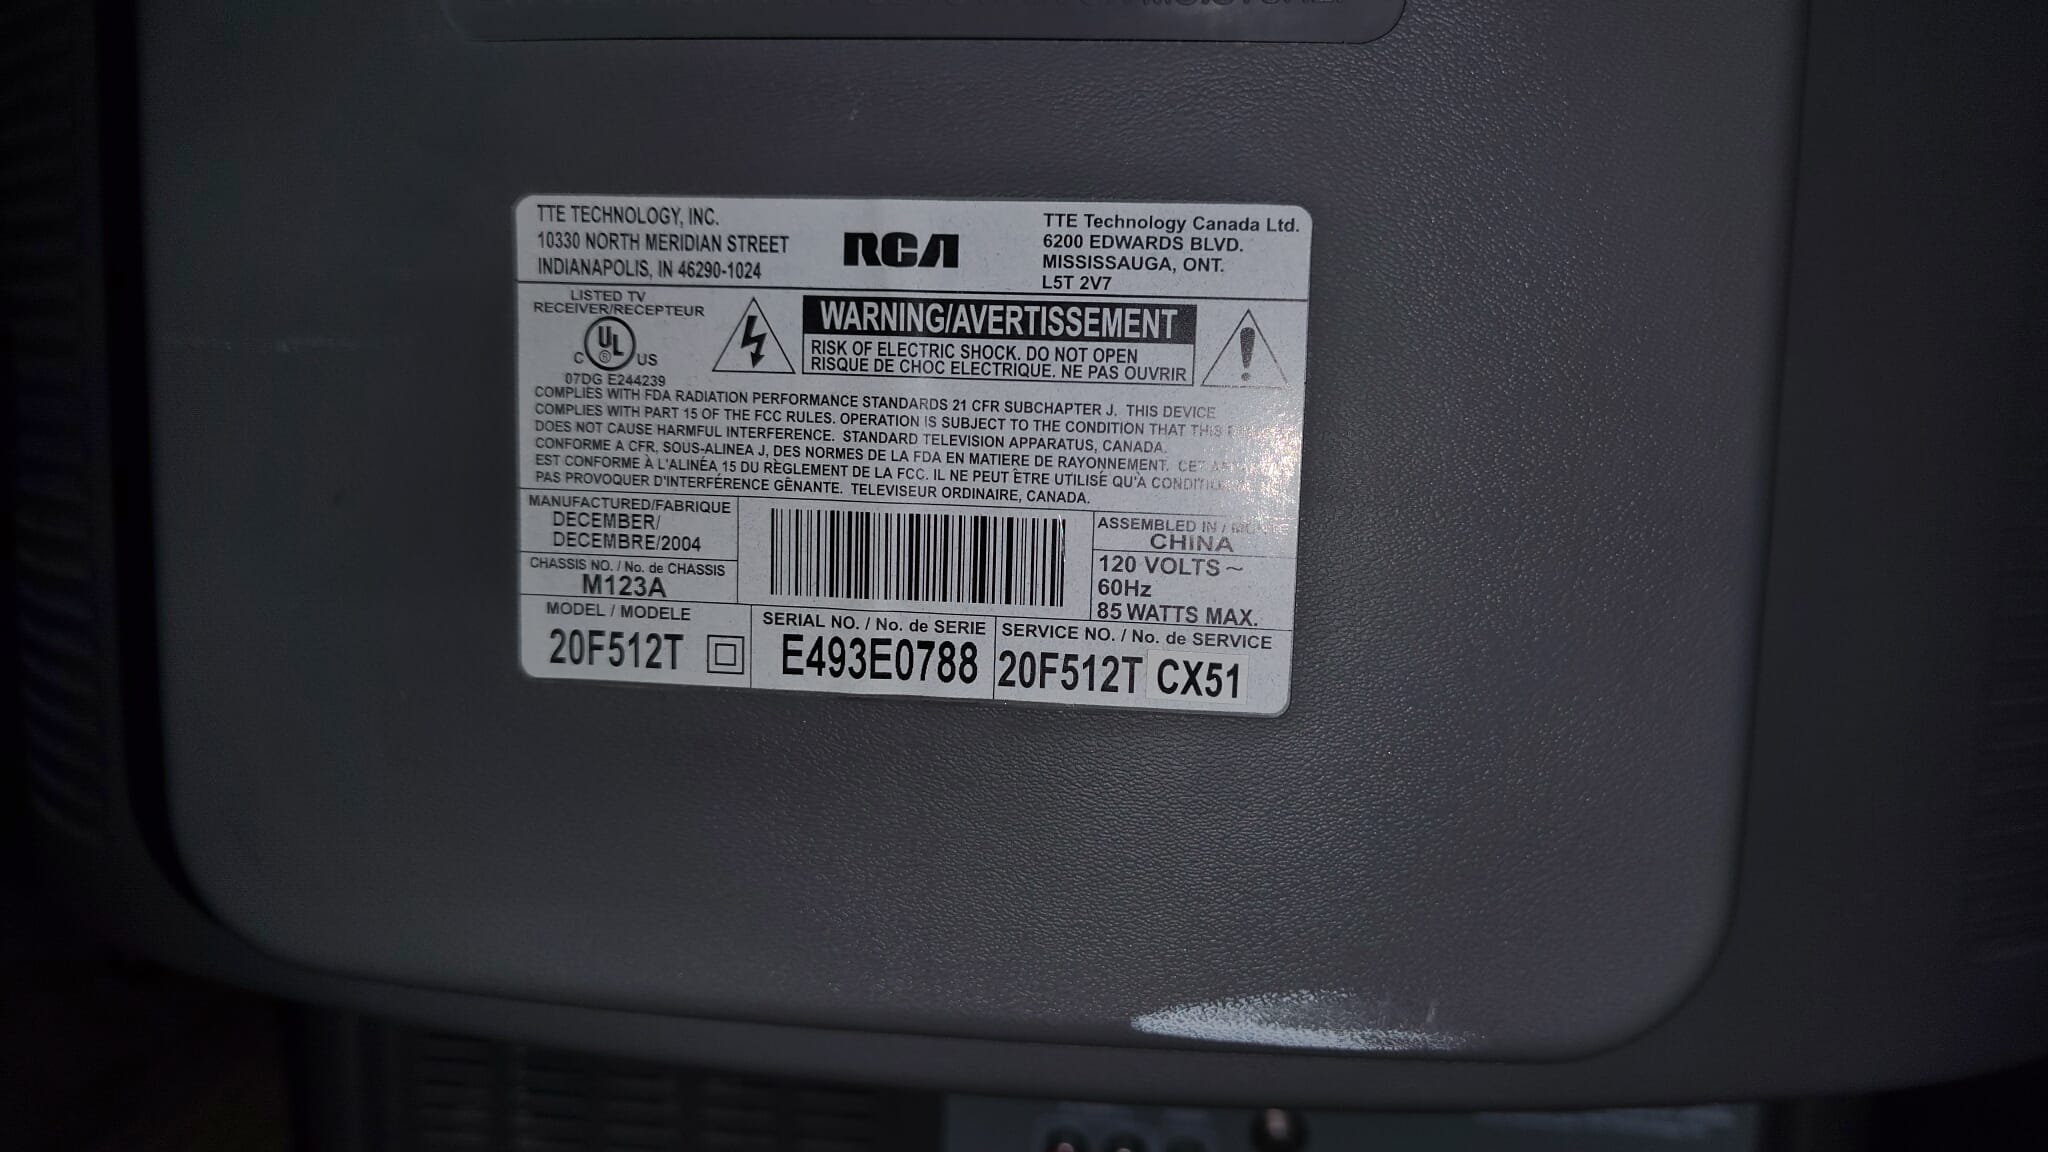 TTE TECHNOLOGY, INC.
10330 NORTH MERIDIAN STREET
INDIANAPOLIS, IN 46290-1024
RCA
TTE Technology Canada Ltd.
6200 EDWARDS BLVD.
MISSISSAUGA, ONT.
L5T 2V7
LISTED TV
RECEIVER/RECEPTEUR
C UL ® US
07DG E244239
WARNING/AVERTISSEMENT
RISK OF ELECTRIC SHOCK. DO NOT OPEN
RISQUE DE CHOC ELECTRIQUE. NE PAS OUVRIR
COMPLIES WITH FDA RADIATION PERFORMANCE STANDARDS 21 CFR SUBCHAPTER J. THIS DEVICE
COMPLIES WITH PART 15 OF THE FCC RULES. OPERATION IS SUBJECT TO THE CONDITION THAT THIS
DOES NOT CAUSE HARMFUL INTERFERENCE. STANDARD TELEVISION APPARATUS, CANADA.
CONFORME A CFR, SOUS-ALINEA J, DES NORMES DE LA FDA EN MATIERE DE RAYONNEMENT. CET
EST CONFORME À L'ALINÉA 15 DU RÈGLEMENT DE LA FCC. IL NE PEUT ÊTRE UTILISÉ QU'À
PAS PROVOQUER D'INTERFÉRENCE GÊNANTE. TELEVISEUR ORDINAIRE, CANADA.
MANUFACTURED/FABRIQUE
DECEMBER/
DECEMBRE/2004
CHASSIS NO. / No. de CHASSIS
M123A
ASSEMBLED IN /
CHINA
120 VOLTS ~
60Hz
85 WATTS MAX.
MODEL / MODELE
20F512T
SERIAL NO. / No. de SERIE
E493E0788
SERVICE NO. / No. de SERVICE
20F512T CX51